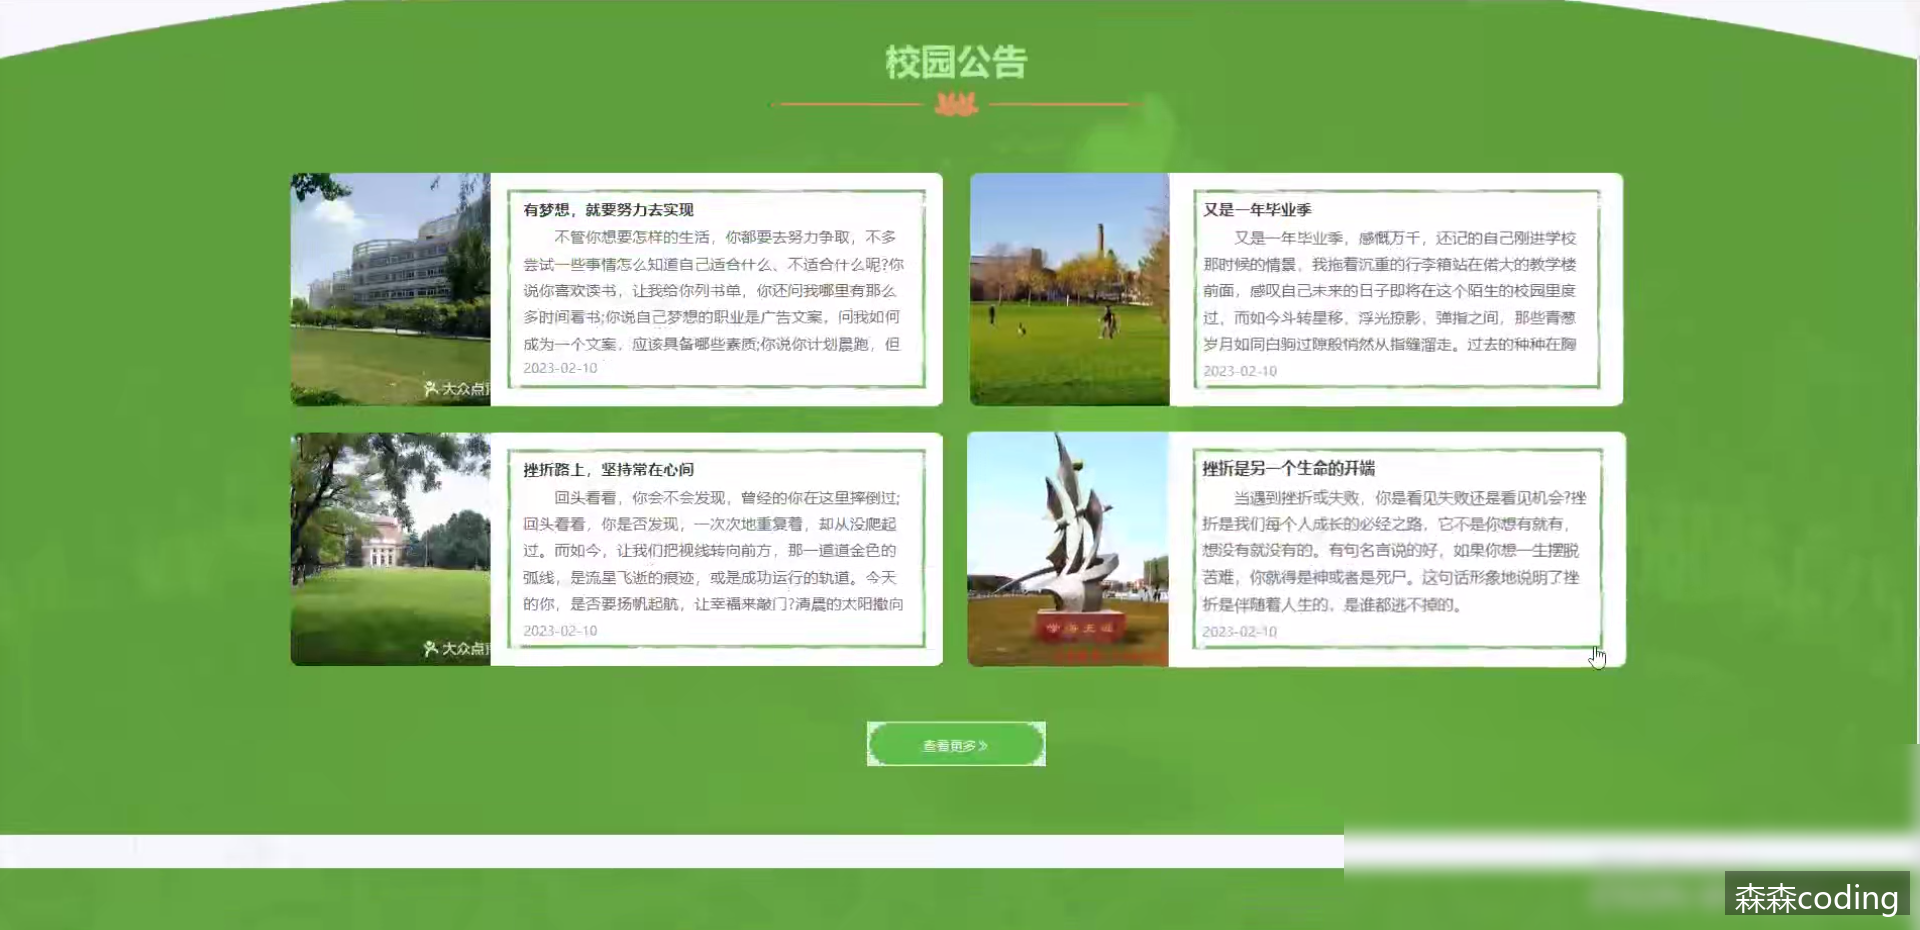 校园公告
有梦想，就要努力去实现
不管你想要怎样的生活，你都要去努力争取，不多
尝试一些事情怎么知道自己适合什么、不适合什么呢?你
说你喜欢读书，让我给你列书单，你还问我哪里有那么
多时间看书;你说自己梦想的职业是广告文案，问我如何
成为一个文案，应该具备哪些素质;你说你计划晨跑，但
2023-02-10
大众点
又是一年毕业季
又是一年毕业季，感慨万千，还记的自己刚进学校
那时候的情景，我拖着沉重的行李箱站在偌大的教学楼
前面，感叹自己未来的日子即将在这个陌生的校园里度
过，而如今斗转星移，浮光掠影，弹指之间，那些青葱
岁月如同白驹过隙般悄然从指缝溜走。过去的种种在胸
2023-02-10
挫折路上，坚持常在心间
回头看看，你会不会发现，曾经的你在这里摔倒过;
回头看看，你是否发现，一次次地重复着，却从没爬起
过。而如今，让我们把视线转向前方，那一道道金色的
弧线，是流星飞逝的痕迹，或是成功运行的轨道。今天
的你，是否要扬帆起航，让幸福来敲门?清晨的太阳撒向
2023-02-10
大众点
挫折是另一个生命的开端
当遇到挫折或失败，你是看见失败还是看见机会?挫
折是我们每个人成长的必经之路，它不是你想有就有，
想没有就没有的。有句名言说的好，如果你想一生摆脱
苦难，你就得是神或者是死尸。这句话形象地说明了挫
折是伴随着人生的，是谁都逃不掉的。
2023-02-10
查看更多》
森森coding